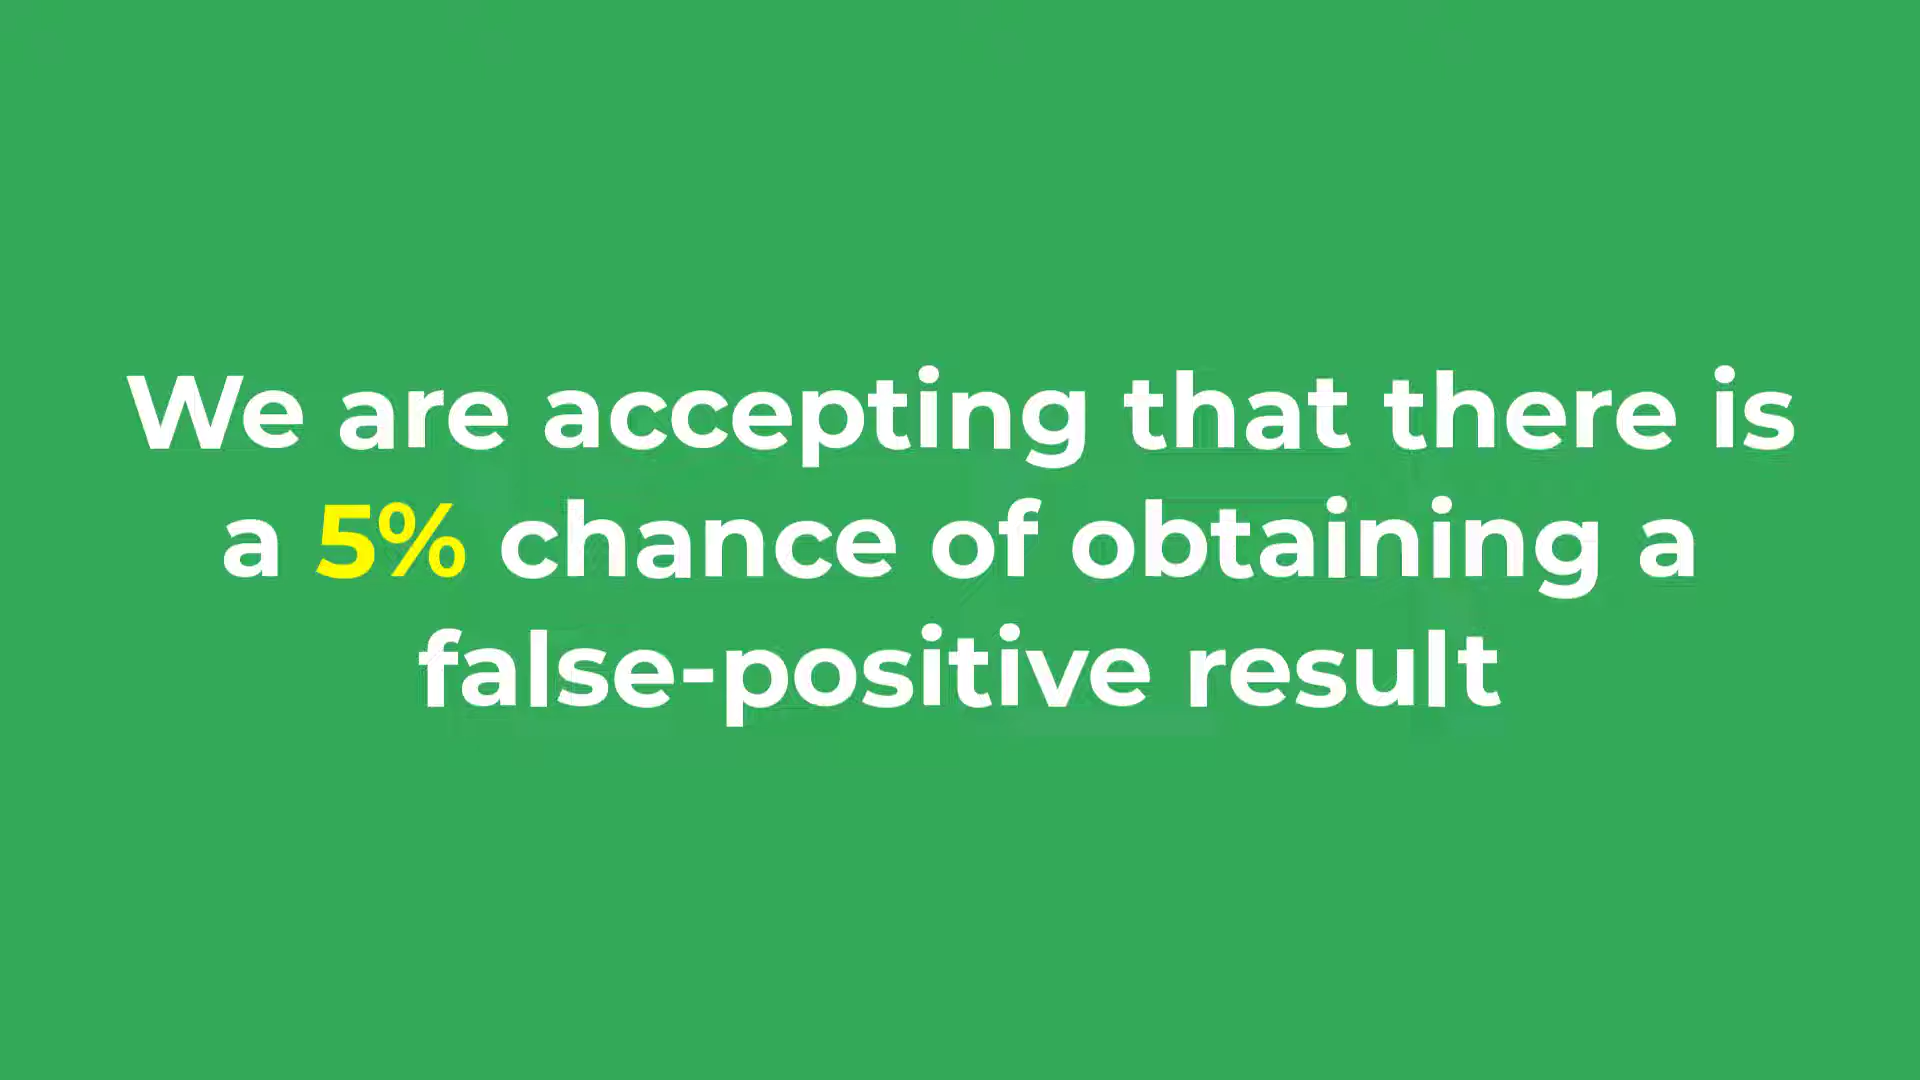 We are accepting that there is
a 5% chance of obtaining a
false-positive result